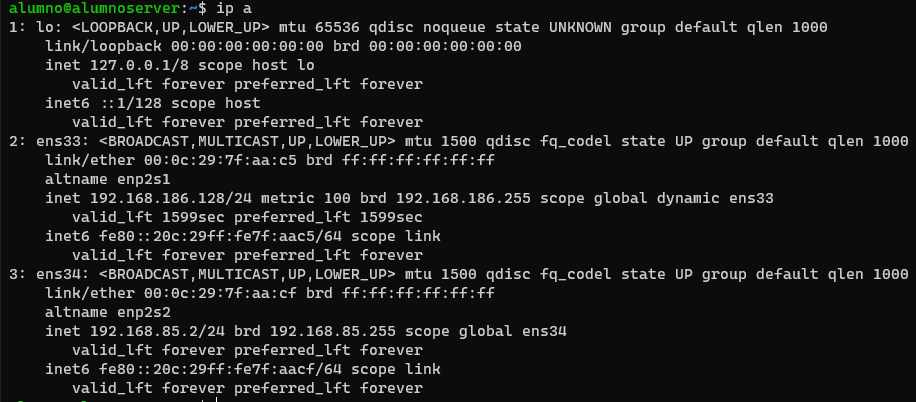 alumno@alumnoserver:~$ ip a
1: lo: <LOOPBACK,UP,LOWER_UP> mtu 65536 qdisc noqueue state UNKNOWN group default qlen 1000
    link/loopback 00:00:00:00:00:00 brd 00:00:00:00:00:00
    inet 127.0.0.1/8 scope host lo
       valid_lft forever preferred_lft forever
    inet6 ::1/128 scope host
       valid_lft forever preferred_lft forever
2: ens33: <BROADCAST,MULTICAST,UP,LOWER_UP> mtu 1500 qdisc fq_codel state UP group default qlen 1000
    link/ether 00:0c:29:7f:aa:c5 brd ff:ff:ff:ff:ff:ff
    altname enp2s1
    inet 192.168.186.128/24 metric 100 brd 192.168.186.255 scope global dynamic ens33
       valid_lft 1599sec preferred_lft 1599sec
    inet6 fe80::20c:29ff:fe7f:aac5/64 scope link
       valid_lft forever preferred_lft forever
3: ens34: <BROADCAST,MULTICAST,UP,LOWER_UP> mtu 1500 qdisc fq_codel state UP group default qlen 1000
    link/ether 00:0c:29:7f:aa:cf brd ff:ff:ff:ff:ff:ff
    altname enp2s2
    inet 192.168.85.2/24 brd 192.168.85.255 scope global ens34
       valid_lft forever preferred_lft forever
    inet6 fe80::20c:29ff:fe7f:aacf/64 scope link
       valid_lft forever preferred_lft forever